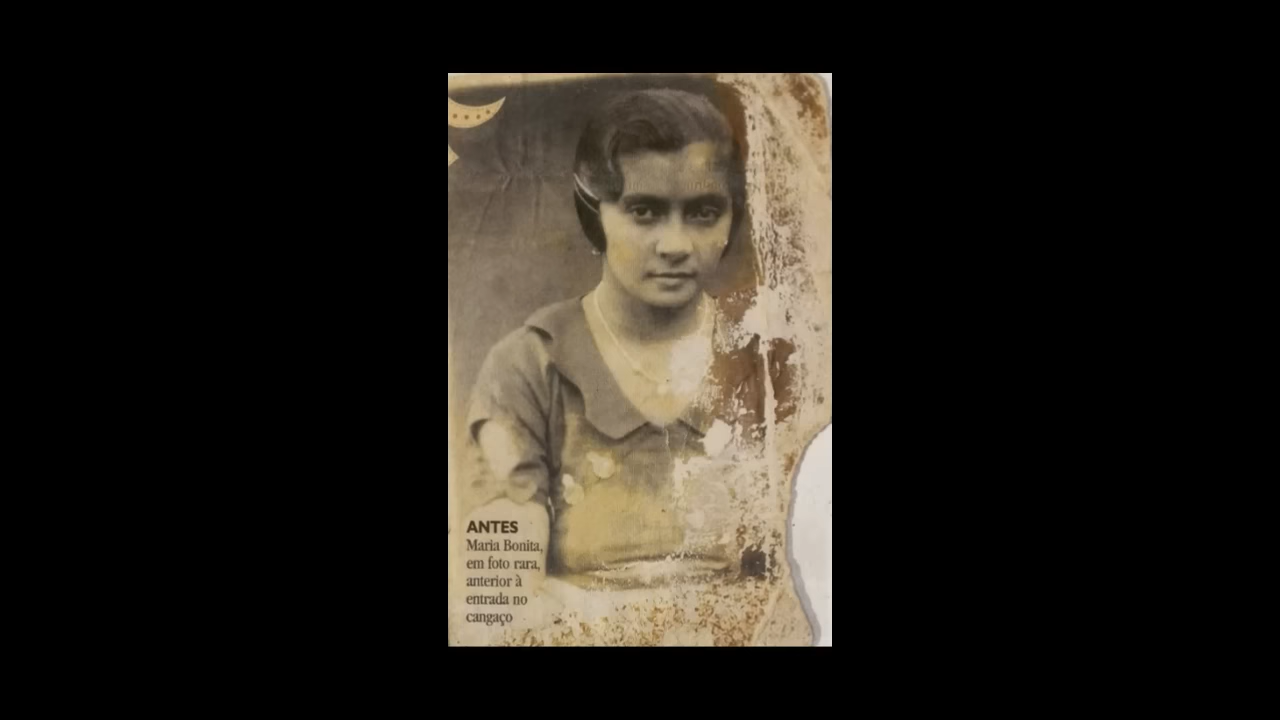 ANTES
Maria Bonita,
em foto rara,
anterior à
entrada no
cangaço